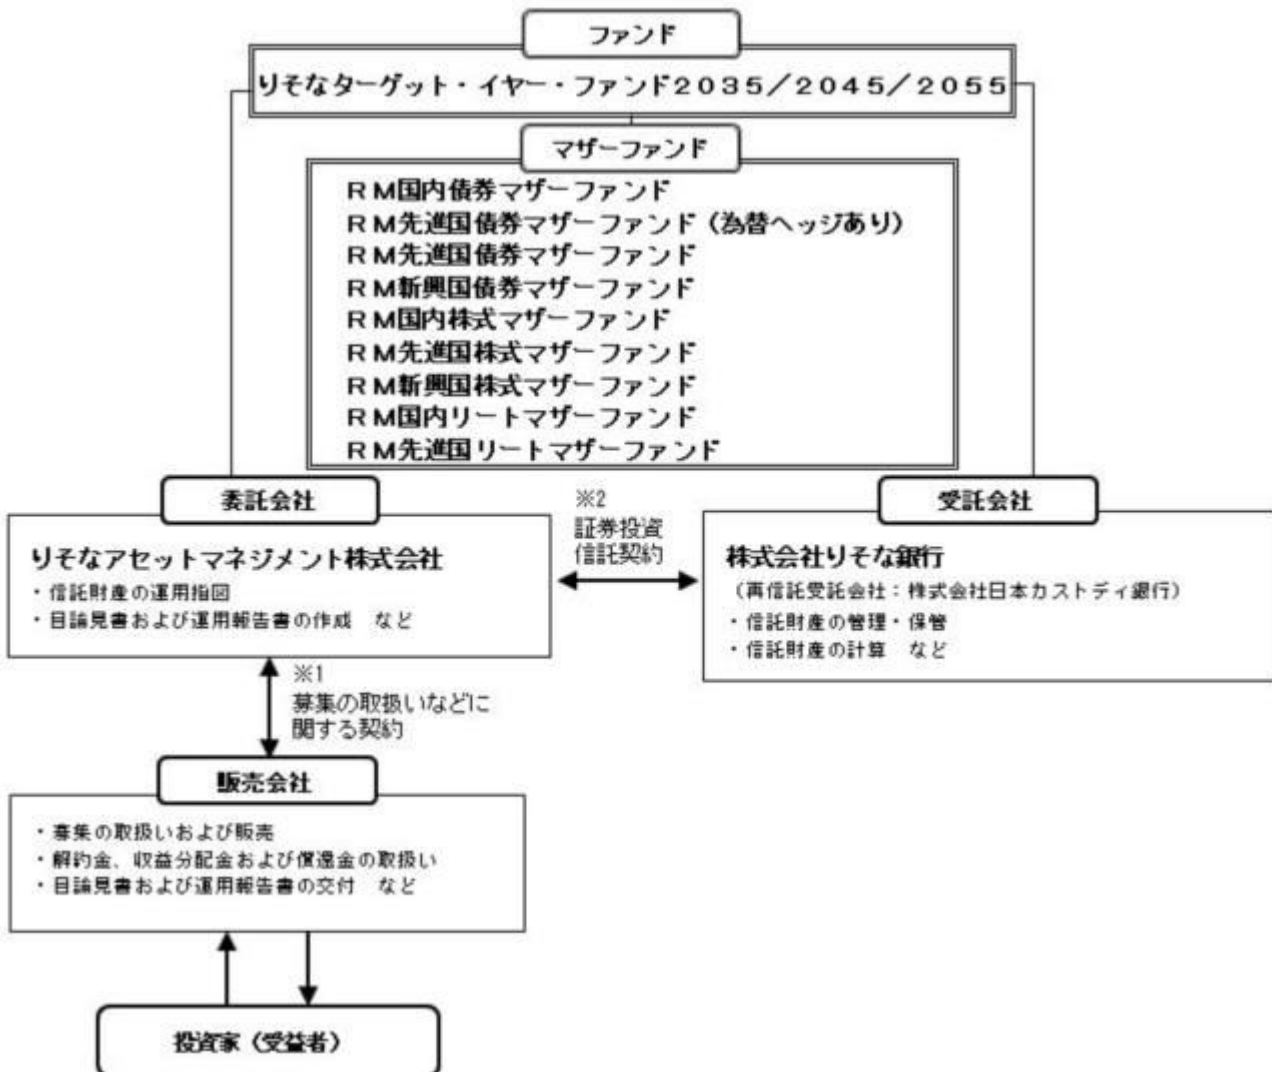 ファンド
りそなターゲット・イヤー・ファンド2035/2045/2055
マザーファンド
RM国内債券マザーファンド
RM先進国債券マザーファンド(為替ヘッジあり)
RM先進国債券マザーファンド
RM新興国債券マザーファンド
RM国内株式マザーファンド
RM先進国株式マザーファンド
RM新興国株式マザーファンド
RM国内リートマザーファンド
RM先進国リートマザーファンド
委託会社
りそなアセットマネジメント株式会社
・信託財産の運用指図
・目論見書および運用報告書の作成 など
※2
証券投資
信託契約
受託会社
株式会社りそな銀行
(再信託受託会社:株式会社日本カストディ銀行)
・信託財産の管理・保管
・信託財産の計算 など
※1
募集の取扱いなどに
関する契約
販売会社
・募集の取扱いおよび販売
・解約金、収益分配金および償還金の取扱い
・目論見書および運用報告書の交付 など
投資家(受益者)